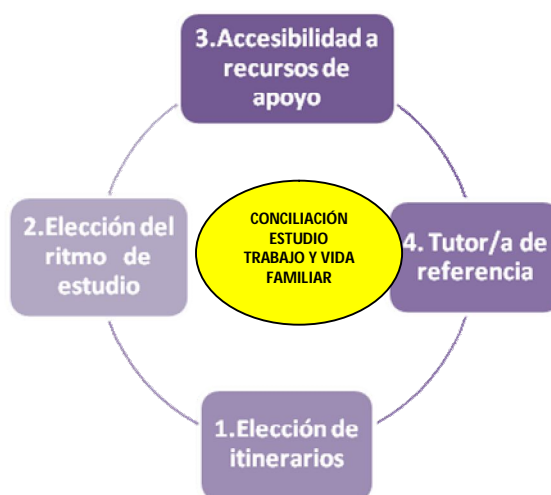 3.Accesibilidad a
recursos de
apoyo
2.Elección del
ritmo de
estudio
CONCILIACIÓN
ESTUDIO
TRABAJO Y VIDA
FAMILIAR
4. Tutor/a de
referencia
1.Elección de
itinerarios